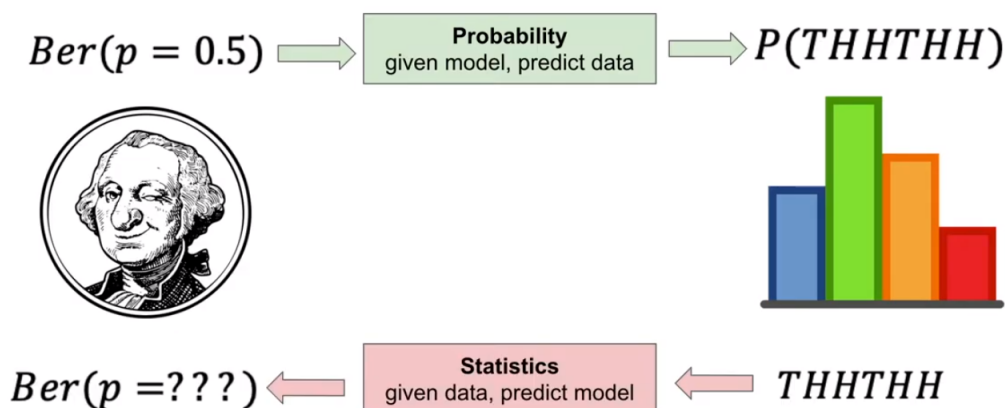 Ber(p = 0.5)
Probability
given model, predict data
P(THHTHH)
Ber(p =???)
Statistics
given data, predict model
THHTHH